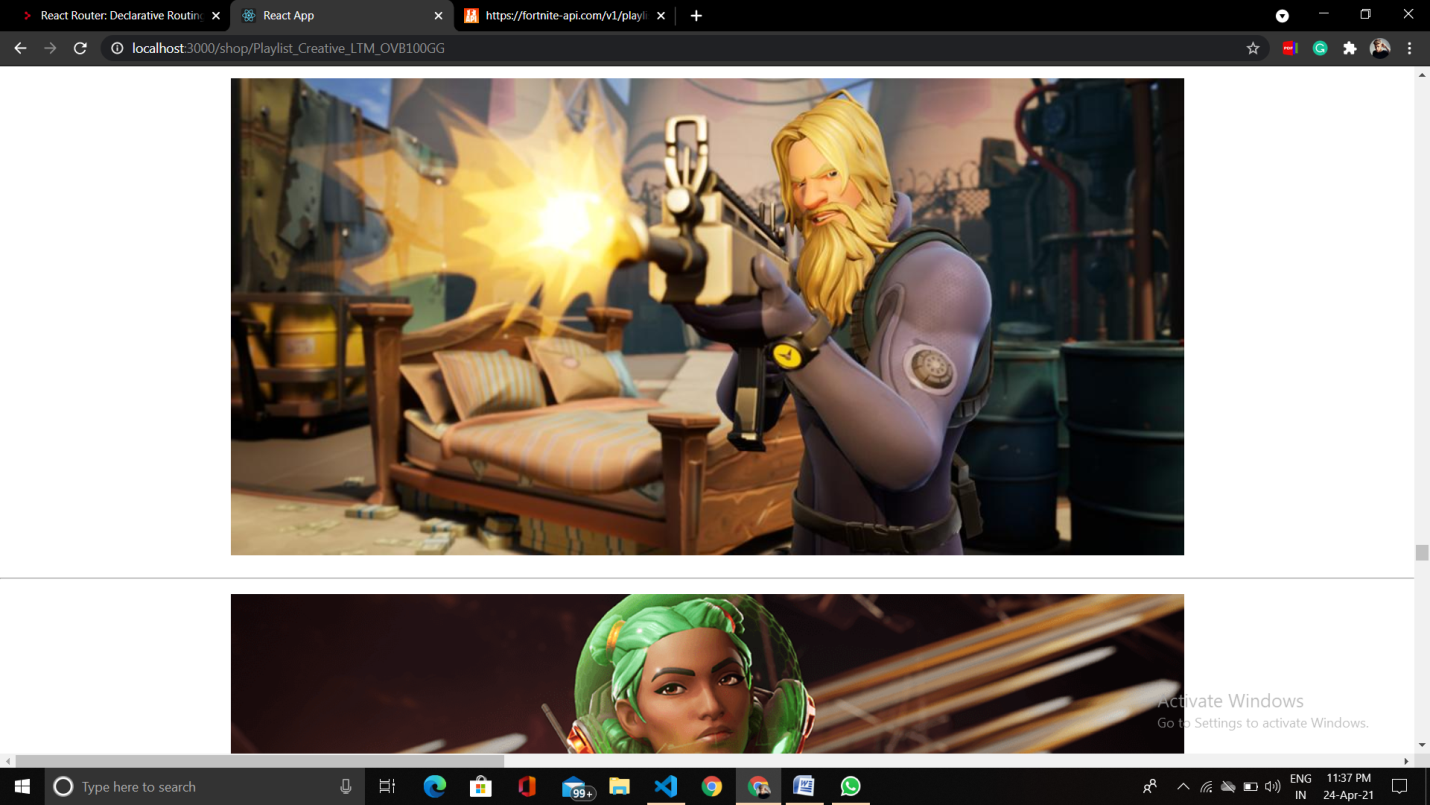 React Router: Declarative Routing
React App
https://fortnite-api.com/v1/playli
localhost:3000/shop/Playlist_Creative_LTM_OVB100GG
Activate Windows
Go to Settings to activate Windows.
Type here to search
99+
ENG
IN
11:37 PM
24-Apr-21